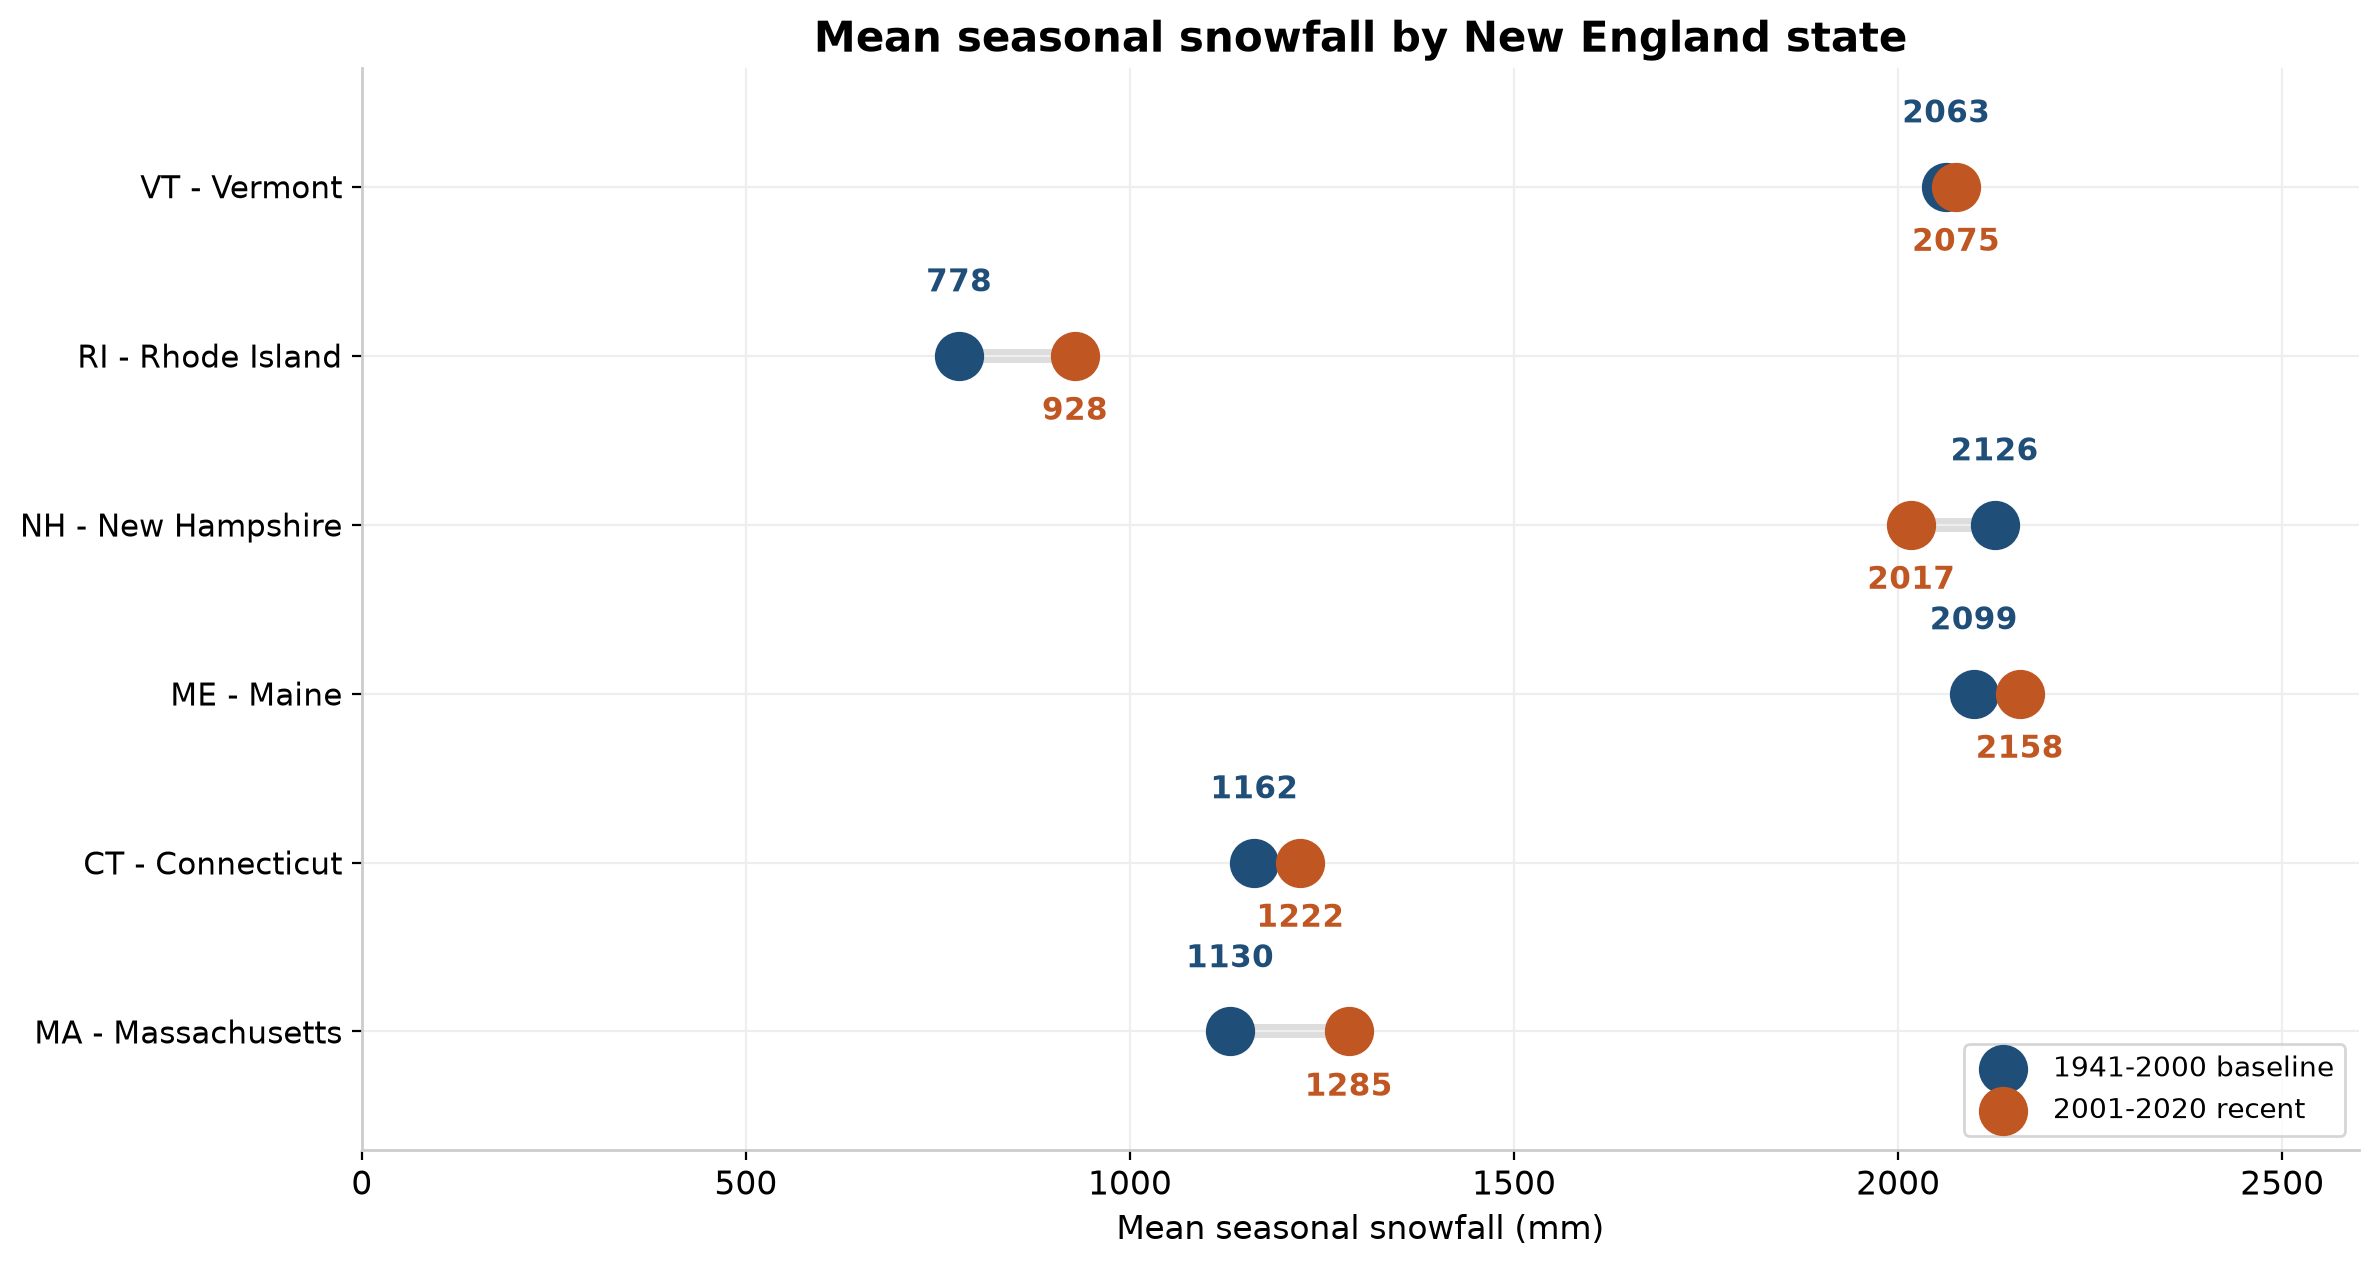 Mean seasonal snowfall by New England state
2063
VT - Vermont
2075
778
RI - Rhode Island
928
2126
NH - New Hampshire
2017
2099
ME - Maine
2158
1162
CT - Connecticut
1222
1130
MA - Massachusetts
1285
1941-2000 baseline
2001-2020 recent
0 500 1000 1500 2000 2500
Mean seasonal snowfall (mm)